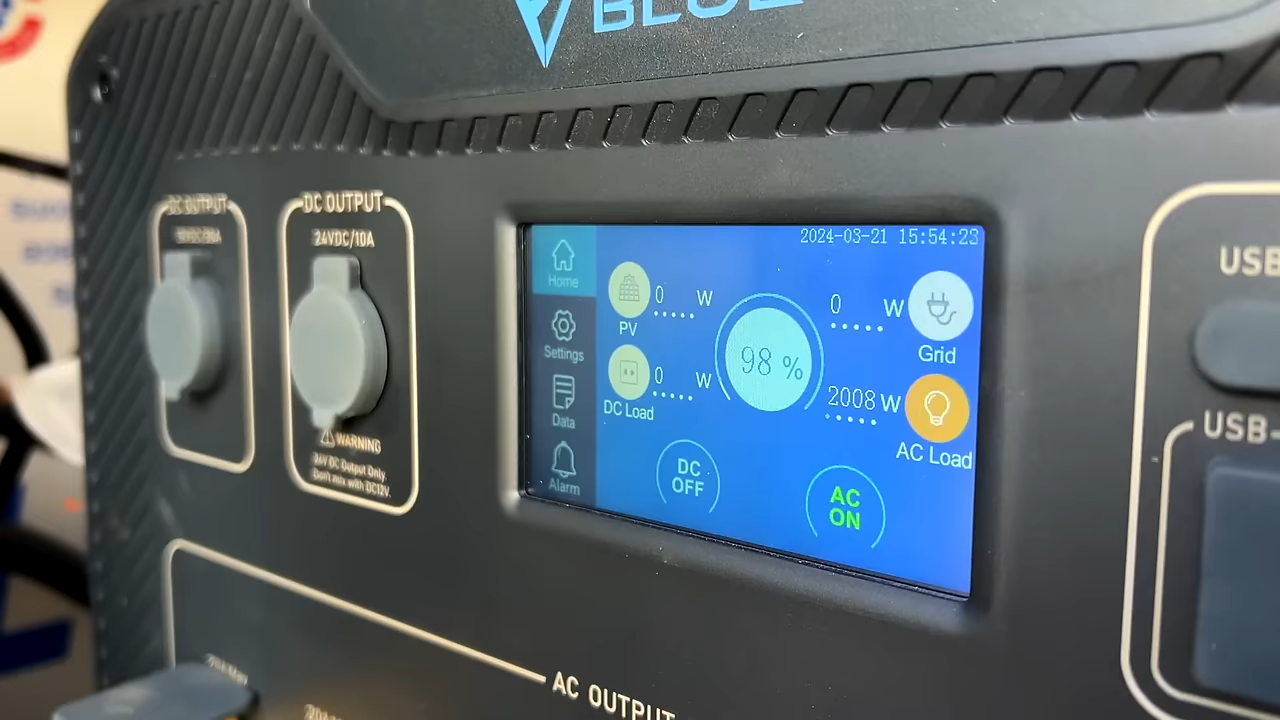 BLUE
DC OUTPUT
DC OUTPUT
24VDC/10A
WARNING
24V DC Output Only.
Don't mix with DC12V.
2024-03-21 15:54:23
Home
Settings
Data
Alarm
0 W
PV
0 W
DC Load
98 %
0 W
Grid
2008 W
AC Load
DC
OFF
AC
ON
USB
USB-
AC OUTPUT